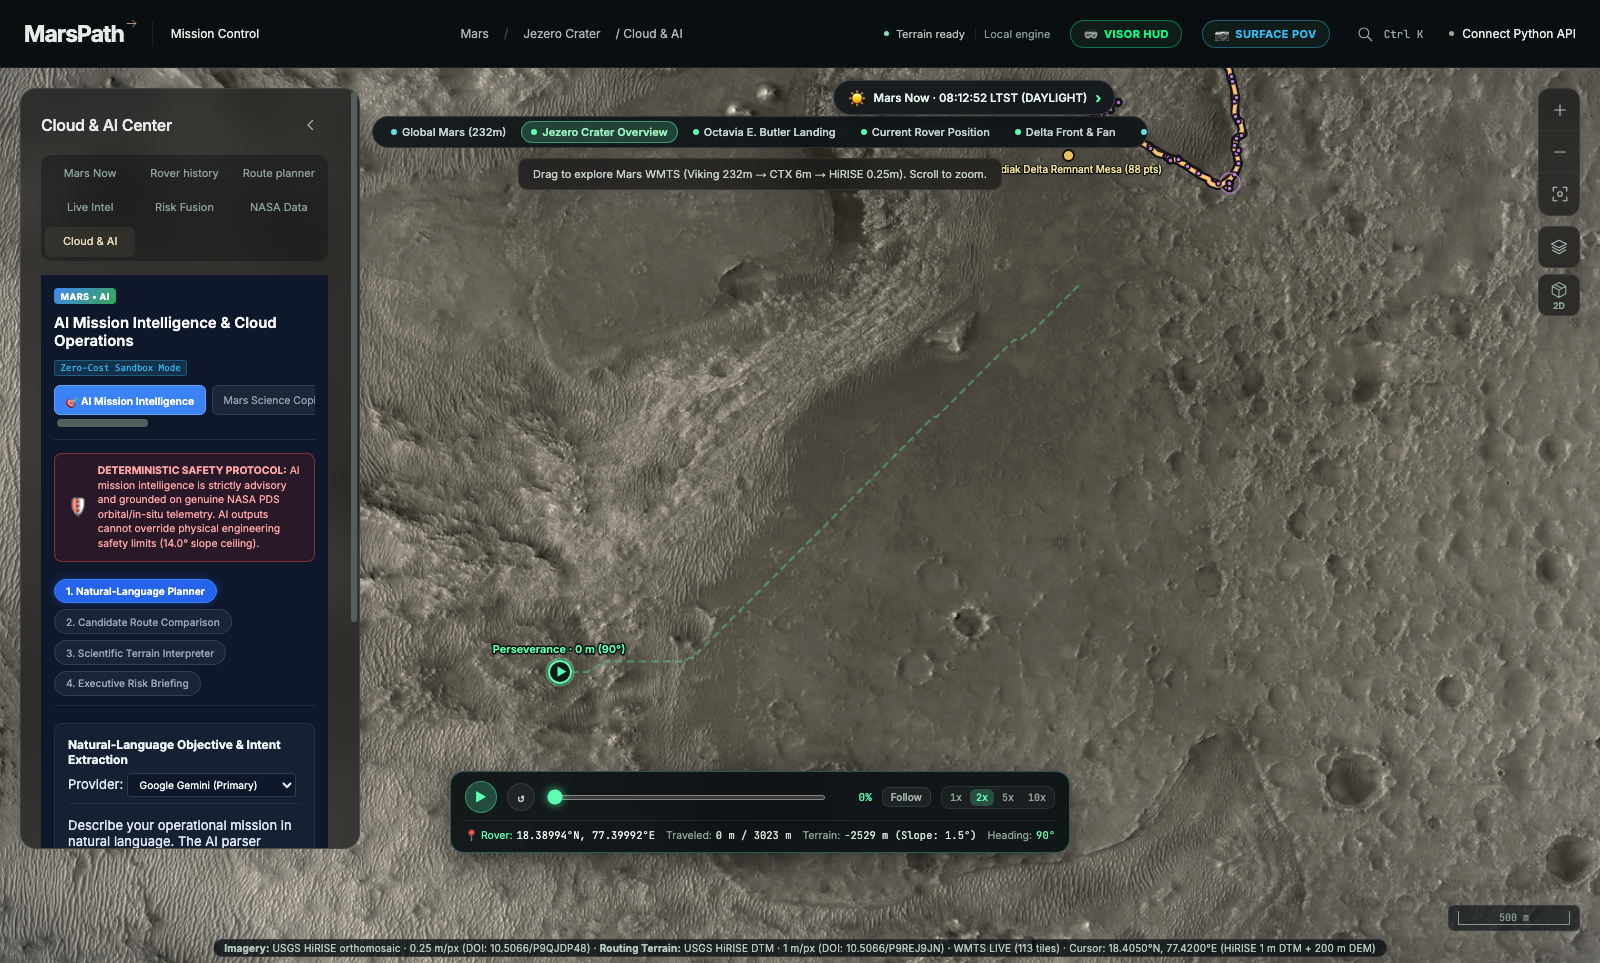 MarsPath
Mission Control
Mars / Jezero Crater / Cloud & AI
Terrain ready
Local engine
VISOR HUD
SURFACE POV
Ctrl K
Connect Python API
Cloud & AI Center
Mars Now Rover history Route planner
Live Intel Risk Fusion NASA Data
Cloud & AI
MARS • AI
AI Mission Intelligence & Cloud
Operations
Zero-Cost Sandbox Mode
AI Mission Intelligence
Mars Science Copi
DETERMINISTIC SAFETY PROTOCOL: AI
mission intelligence is strictly advisory
and grounded on genuine NASA PDS
orbital/in-situ telemetry. AI outputs
cannot override physical engineering
safety limits (14.0° slope ceiling).
1. Natural-Language Planner
2. Candidate Route Comparison
3. Scientific Terrain Interpreter
4. Executive Risk Briefing
Natural-Language Objective & Intent
Extraction
Provider: Google Gemini (Primary)
Describe your operational mission in
natural language. The AI parser
Mars Now · 08:12:52 LTST (DAYLIGHT) ›
Global Mars (232m)
Jezero Crater Overview
Octavia E. Butler Landing
Current Rover Position
Delta Front & Fan
Drag to explore Mars WMTS (Viking 232m → CTX 6m → HiRISE 0.25m). Scroll to zoom.
diak Delta Remnant Mesa (88 pts)
2D
Perseverance · 0 m (90°)
0%
Follow
1x 2x 5x 10x
Rover: 18.38994°N, 77.39992°E Traveled: 0 m / 3023 m Terrain: -2529 m (Slope: 1.5°) Heading: 90°
500 m
Imagery: USGS HiRISE orthomosaic · 0.25 m/px (DOI: 10.5066/P9QJDP48) · Routing Terrain: USGS HiRISE DTM · 1 m/px (DOI: 10.5066/P9REJ9JN) · WMTS LIVE (113 tiles) · Cursor: 18.4050°N, 77.4200°E (HiRISE 1 m DTM + 200 m DEM)